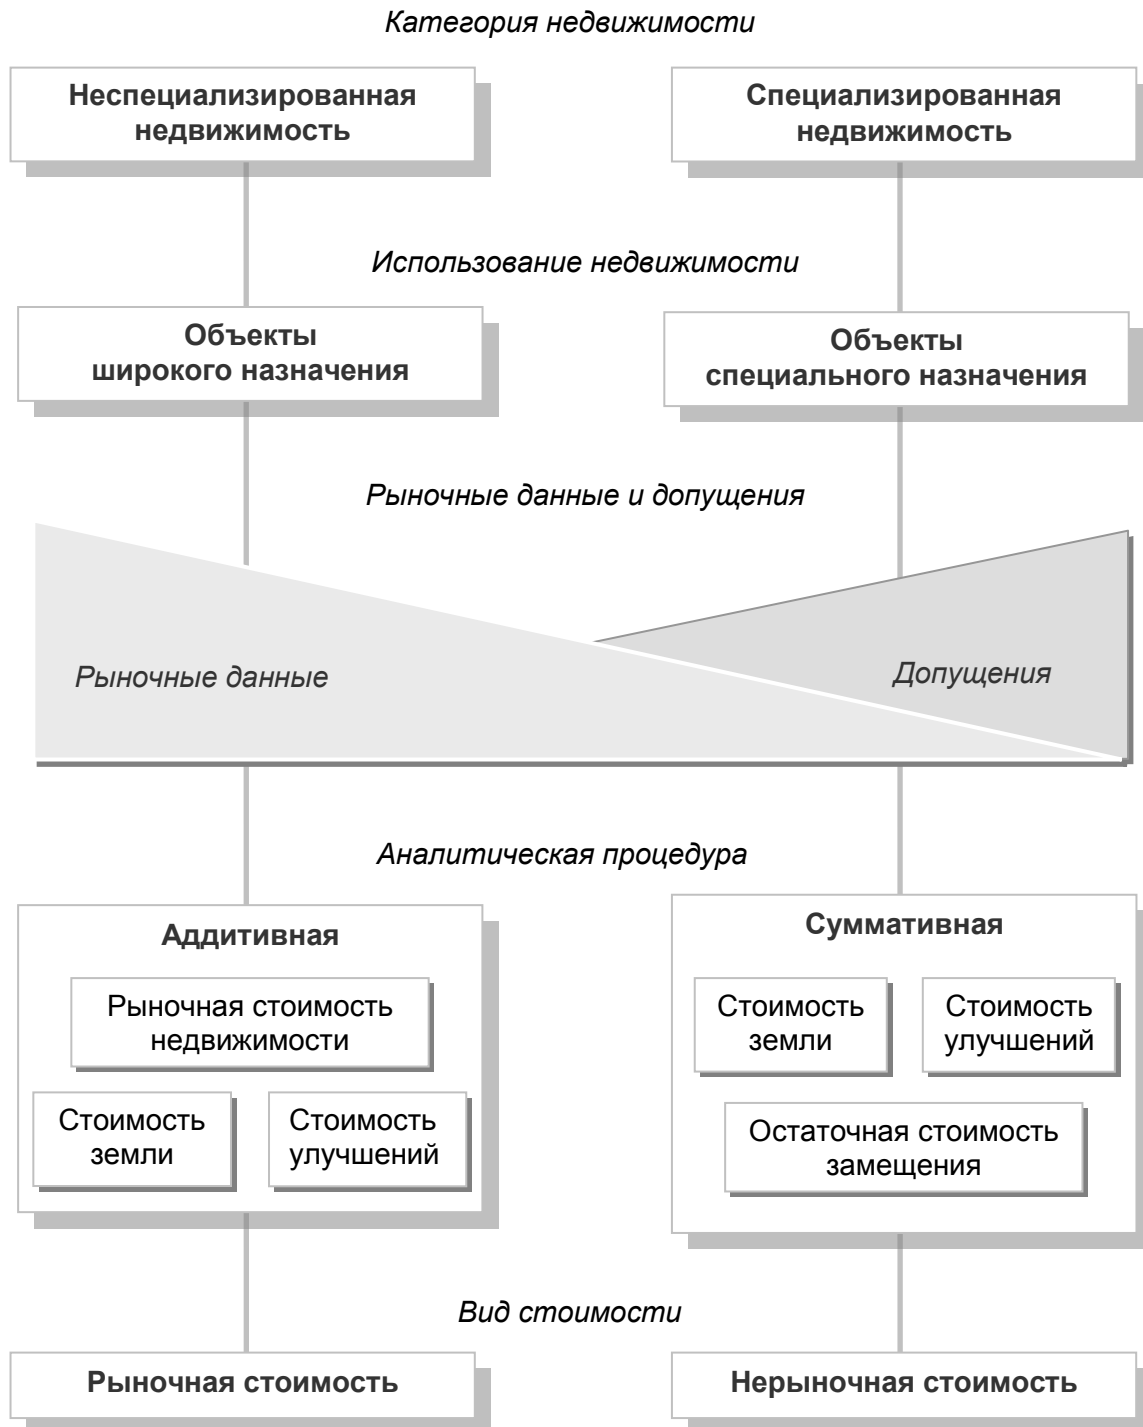 Категория недвижимости
Неспециализированная
недвижимость
Специализированная
недвижимость
Использование недвижимости
Объекты
широкого назначения
Объекты
специального назначения
Рыночные данные и допущения
Рыночные данные
Допущения
Аналитическая процедура
Аддитивная
Рыночная стоимость
недвижимости
Стоимость
земли
Стоимость
улучшений
Суммативная
Стоимость
земли
Стоимость
улучшений
Остаточная стоимость
замещения
Вид стоимости
Рыночная стоимость
Нерыночная стоимость